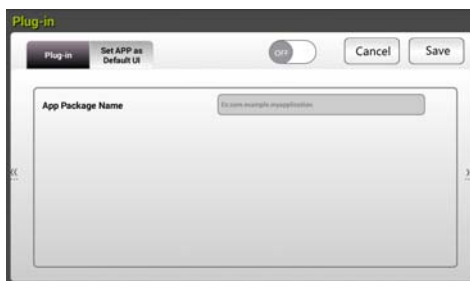 Plug-in
Plug-in
Set APP as
Default UI
OFF
Cancel
Save
App Package Name
Ex:com.example.myapplication
<<
>